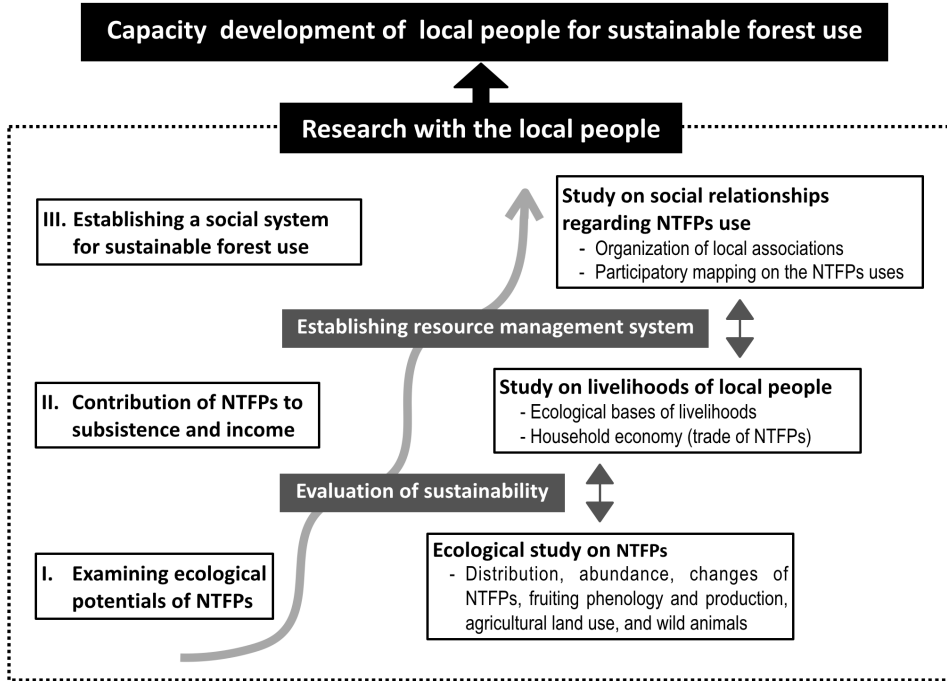 Capacity development of local people for sustainable forest use
Research with the local people
III. Establishing a social system
for sustainable forest use
Study on social relationships
regarding NTFPs use
- Organization of local associations
- Participatory mapping on the NTFPs uses
Establishing resource management system
II. Contribution of NTFPs to
subsistence and income
Study on livelihoods of local people
- Ecological bases of livelihoods
- Household economy (trade of NTFPs)
Evaluation of sustainability
I. Examining ecological
potentials of NTFPs
Ecological study on NTFPs
- Distribution, abundance, changes of
NTFPs, fruiting phenology and production,
agricultural land use, and wild animals